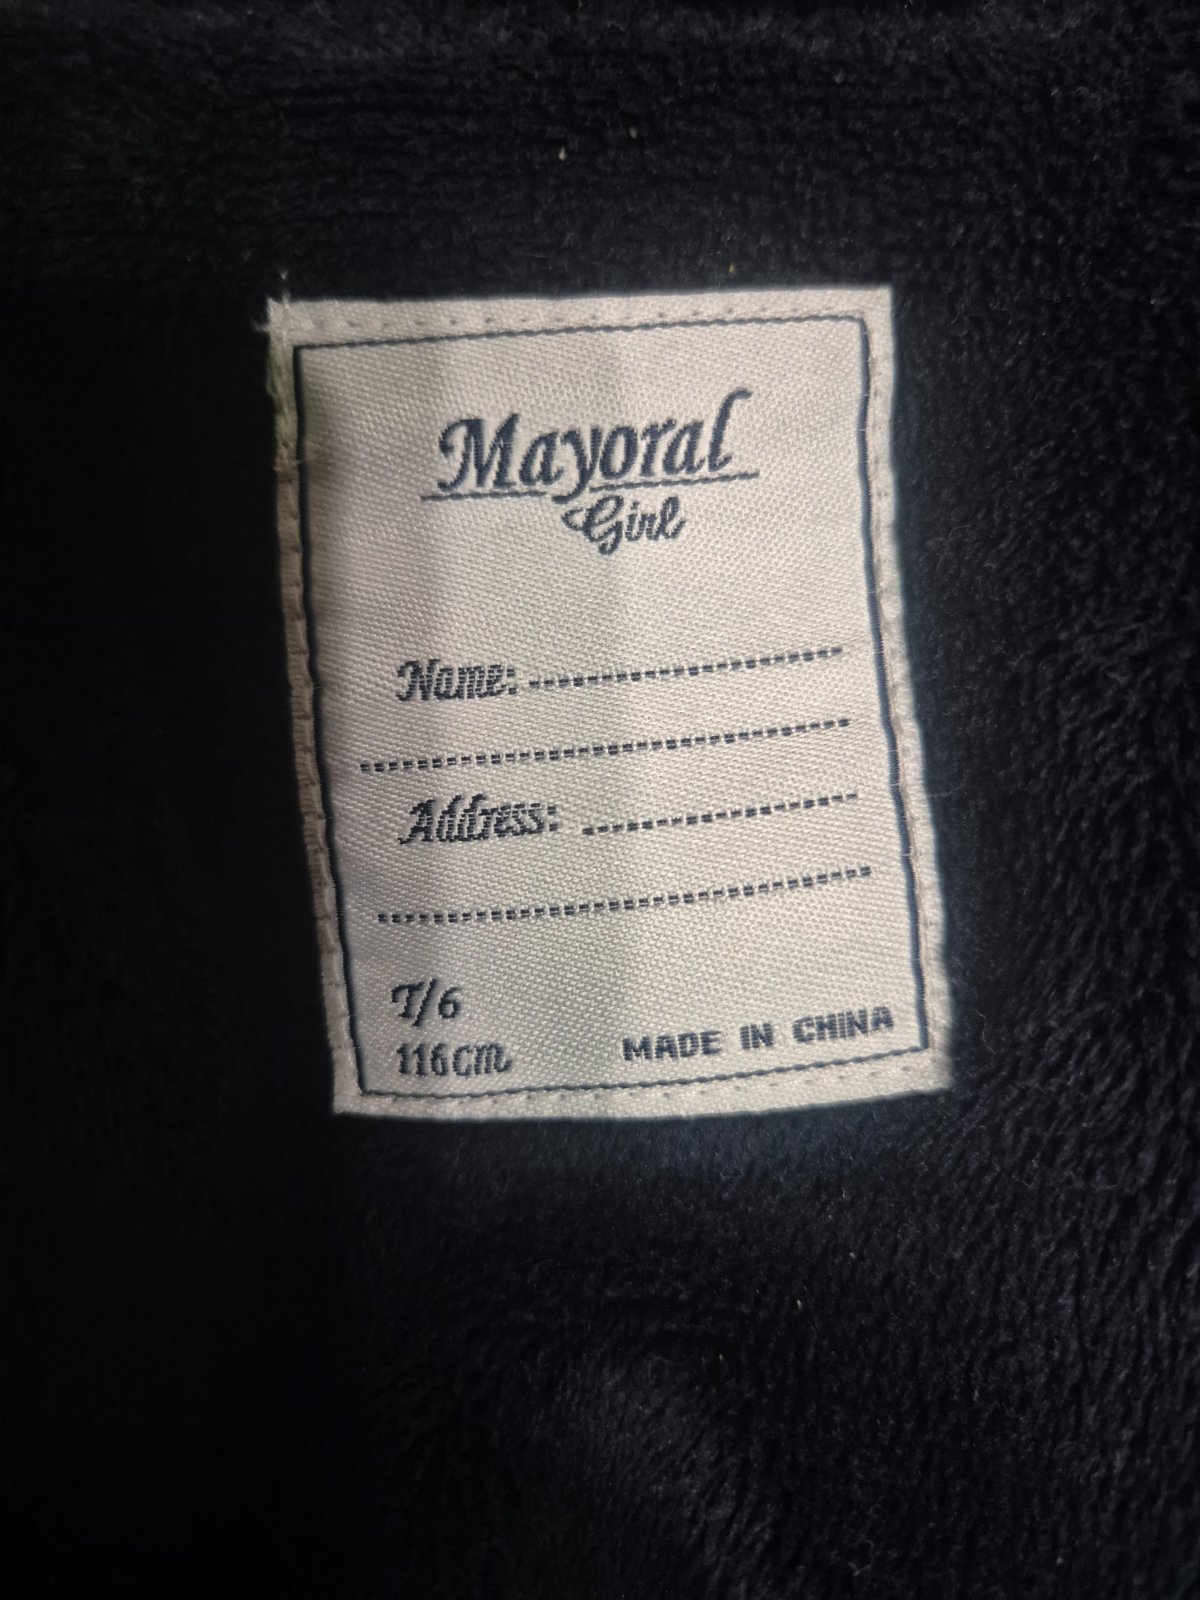 Mayoral
Girl
Name:
Address:
T/6
116cm
MADE IN CHINA